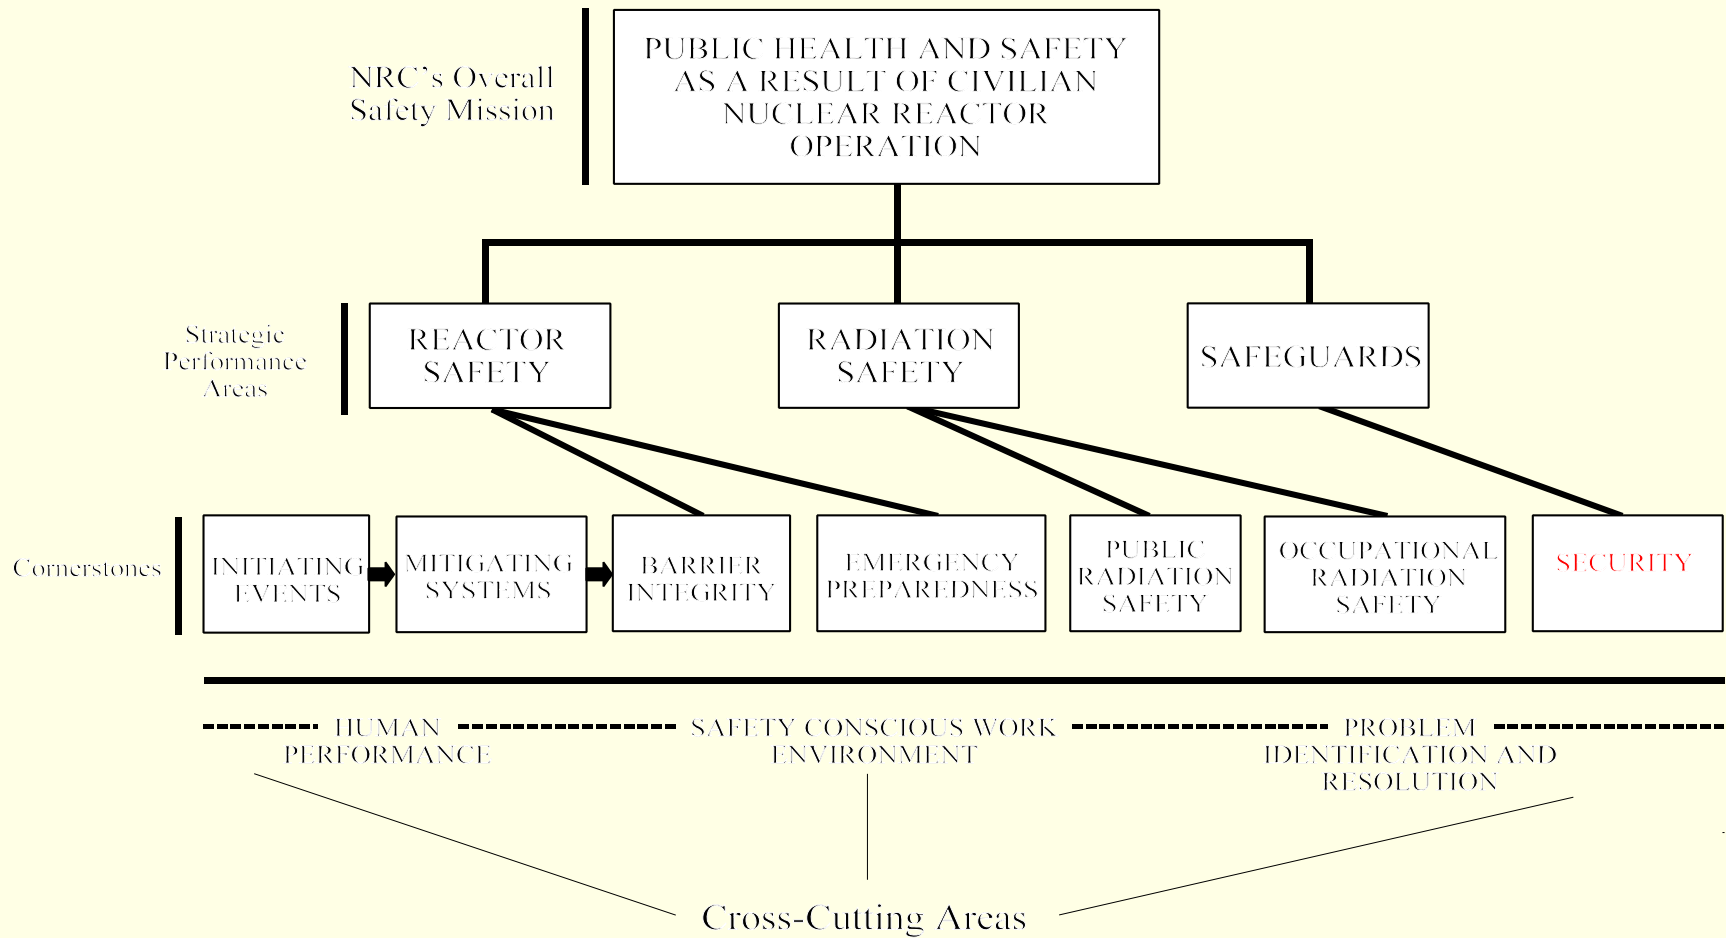 NRC's Overall
Safety Mission
PUBLIC HEALTH AND SAFETY
AS A RESULT OF CIVILIAN
NUCLEAR REACTOR
OPERATION
Strategic
Performance
Areas
REACTOR
SAFETY
RADIATION
SAFETY
SAFEGUARDS
Cornerstones
INITIATING
EVENTS
MITIGATING
SYSTEMS
BARRIER
INTEGRITY
EMERGENCY
PREPAREDNESS
PUBLIC
RADIATION
SAFETY
OCCUPATIONAL
RADIATION
SAFETY
SECURITY
HUMAN
PERFORMANCE
SAFETY CONSCIOUS WORK
ENVIRONMENT
PROBLEM
IDENTIFICATION AND
RESOLUTION
Cross-Cutting Areas